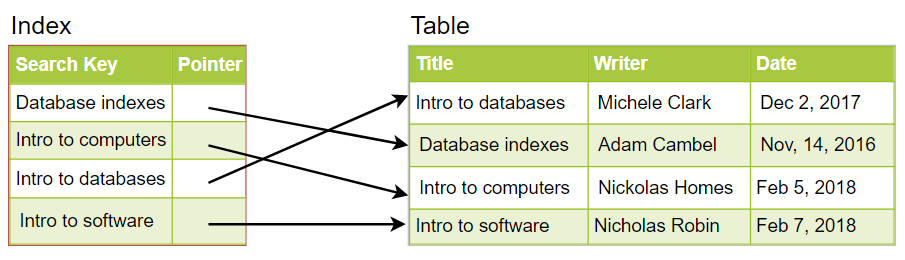 Index
Search Key Pointer
Database indexes
Intro to computers
Intro to databases
Intro to software
Table
Title Writer Date
Intro to databases Michele Clark Dec 2, 2017
Database indexes Adam Cambel Nov, 14, 2016
Intro to computers Nickolas Homes Feb 5, 2018
Intro to software Nicholas Robin Feb 7, 2018